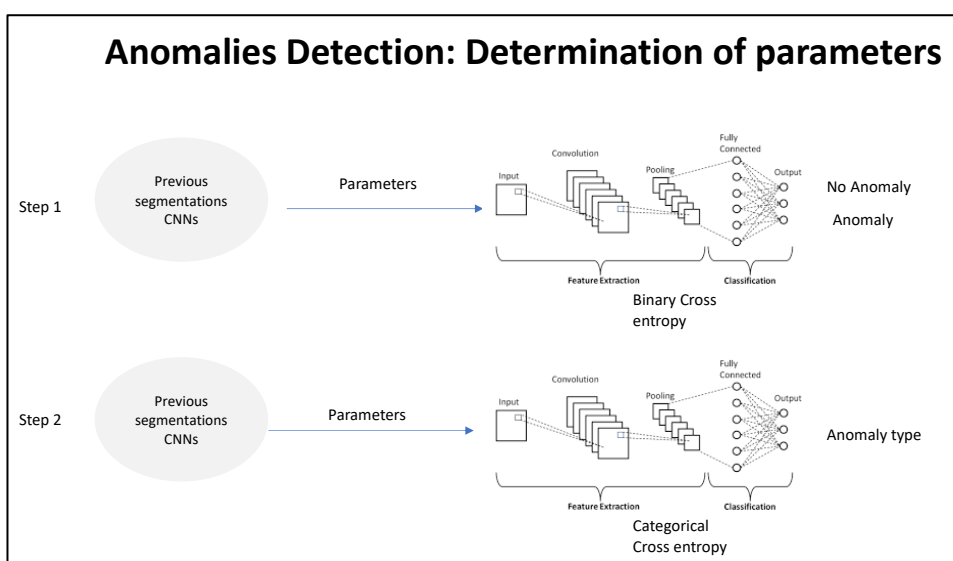 Anomalies Detection: Determination of parameters
Step 1
Previous
segmentations
CNNs
Parameters
Input
Convolution
Pooling
Fully
Connected
Output
No Anomaly
Anomaly
Feature Extraction
Classification
Binary Cross
entropy
Step 2
Previous
segmentations
CNNs
Parameters
Input
Convolution
Pooling
Fully
Connected
Output
Anomaly type
Feature Extraction
Classification
Categorical
Cross entropy